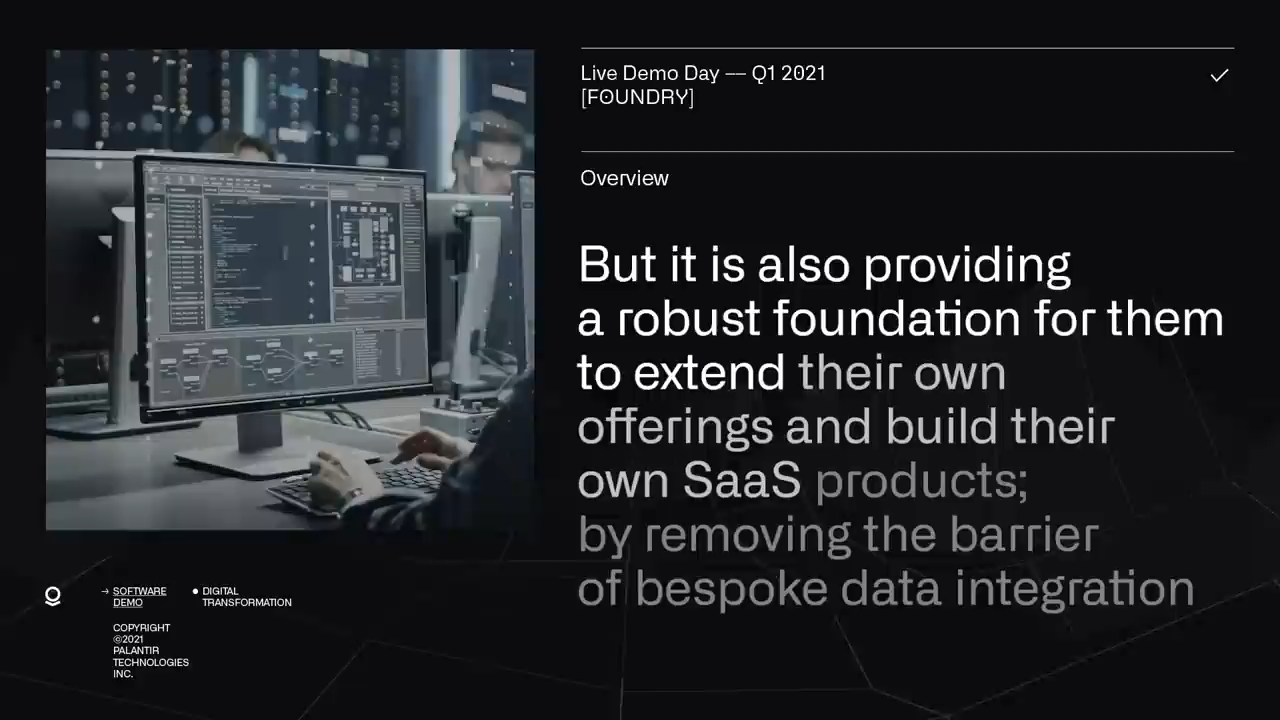 Live Demo Day — Q1 2021
[FOUNDRY]
Overview
But it is also providing
a robust foundation for them
to extend their own
offerings and build their
own SaaS products;
by removing the barrier
of bespoke data integration
→ SOFTWARE
DEMO
● DIGITAL
TRANSFORMATION
COPYRIGHT
©2021
PALANTIR
TECHNOLOGIES
INC.